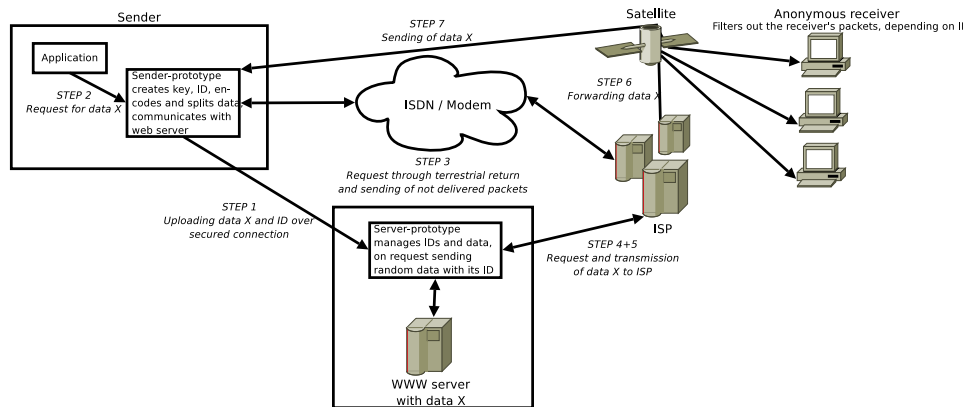 Sender
Application
STEP 2
Request for data X
Sender-prototype
creates key, ID, en-
codes and splits data,
communicates with
web server
STEP 7
Sending of data X
ISDN / Modem
STEP 3
Request through terrestrial return
and sending of not delivered packets
Satellite
STEP 6
Forwarding data X
Anonymous receiver
Filters out the receiver's packets, depending on
ISP
STEP 1
Uploading data X and ID over
secured connection
Server-prototype
manages IDs and data,
on request sending
random data with its ID
STEP 4+5
Request and transmission
of data X to ISP
WWW server
with data X